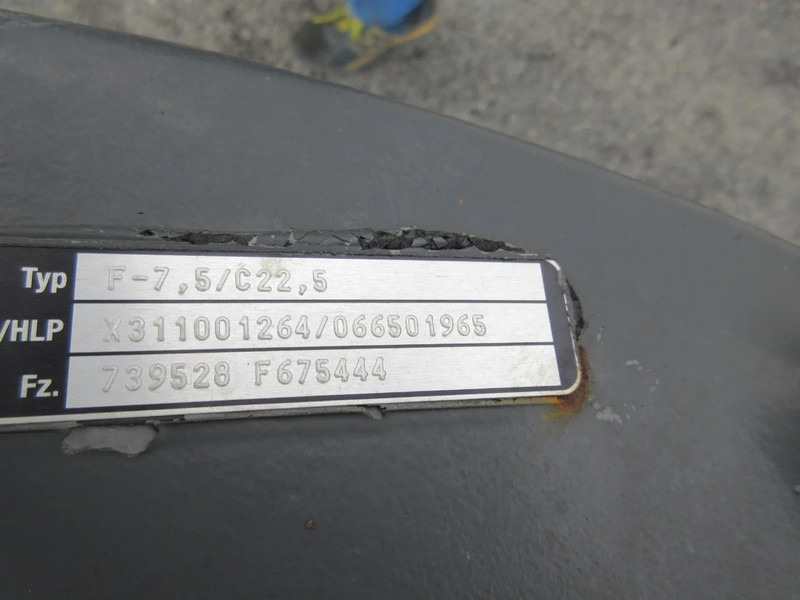 Typ F-7,5/C22,5
/HLP X311001264/066501965
Fz. 739528 F675444